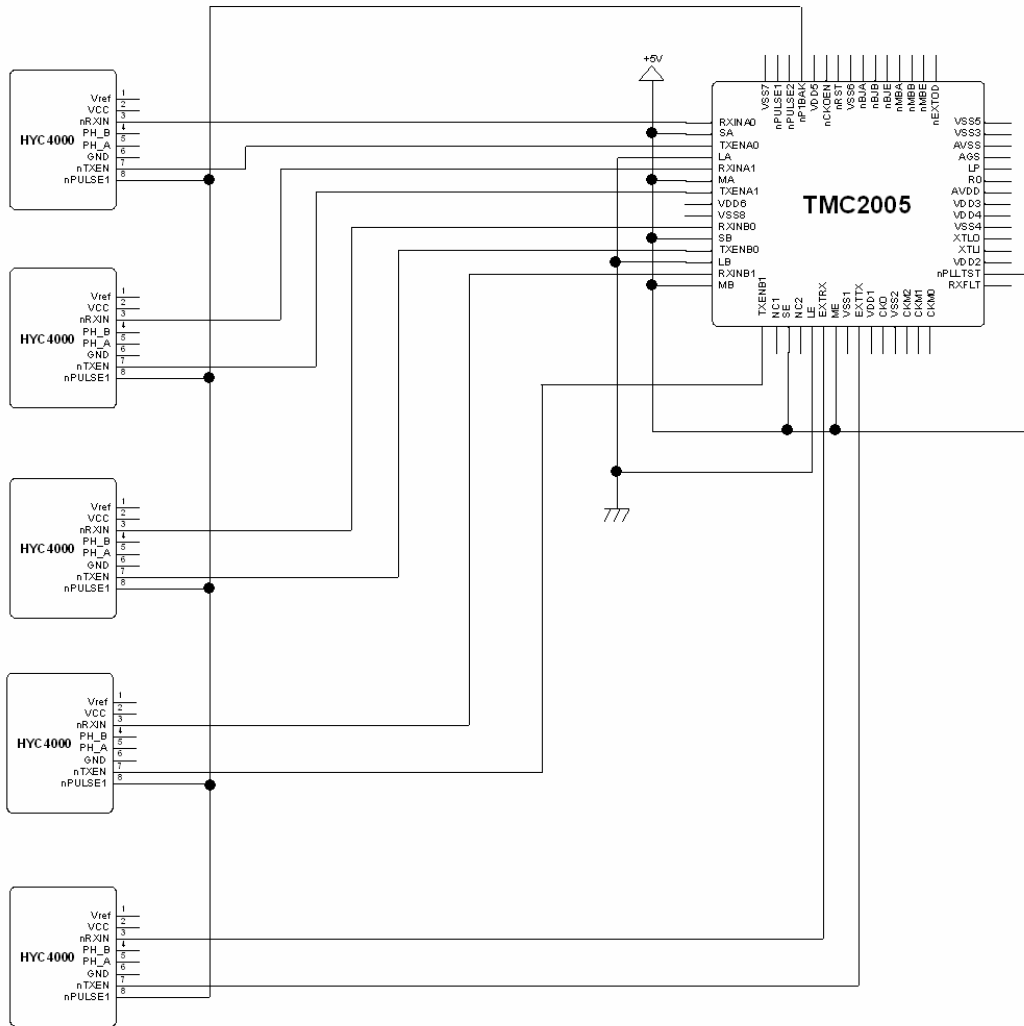 +5V
VSS7
nPULSE1
nPULSE2
nP1BAK
VDD5
nCKOEN
nRST
VSS6
nBJA
nBJB
nBJE
nMBA
nMBB
nMBE
nEXTOD
TMC2005
RXINA0
SA
TXENA0
LA
RXINA1
MA
TXENA1
VDD6
VSS8
RXINB0
SB
TXENB0
LB
RXINB1
MB
VSS5
VSS3
AVSS
AGS
LP
RO
AVDD
VDD3
VDD4
VSS4
XTLO
XTLI
VDD2
nPLLTST
RXFLT
TXENB1
NC1
SE
NC2
LE
EXTRX
ME
VSS1
EXTTX
VDD1
CKO
VSS2
CKM2
CKM1
CKM0
HYC4000
Vref 1
VCC 2
nRXIN 3
PH_B 4
PH_A 5
GND 6
nTXEN 7
nPULSE1 8
HYC4000
Vref 1
VCC 2
nRXIN 3
PH_B 4
PH_A 5
GND 6
nTXEN 7
nPULSE1 8
HYC4000
Vref 1
VCC 2
nRXIN 3
PH_B 4
PH_A 5
GND 6
nTXEN 7
nPULSE1 8
HYC4000
Vref 1
VCC 2
nRXIN 3
PH_B 4
PH_A 5
GND 6
nTXEN 7
nPULSE1 8
HYC4000
Vref 1
VCC 2
nRXIN 3
PH_B 4
PH_A 5
GND 6
nTXEN 7
nPULSE1 8